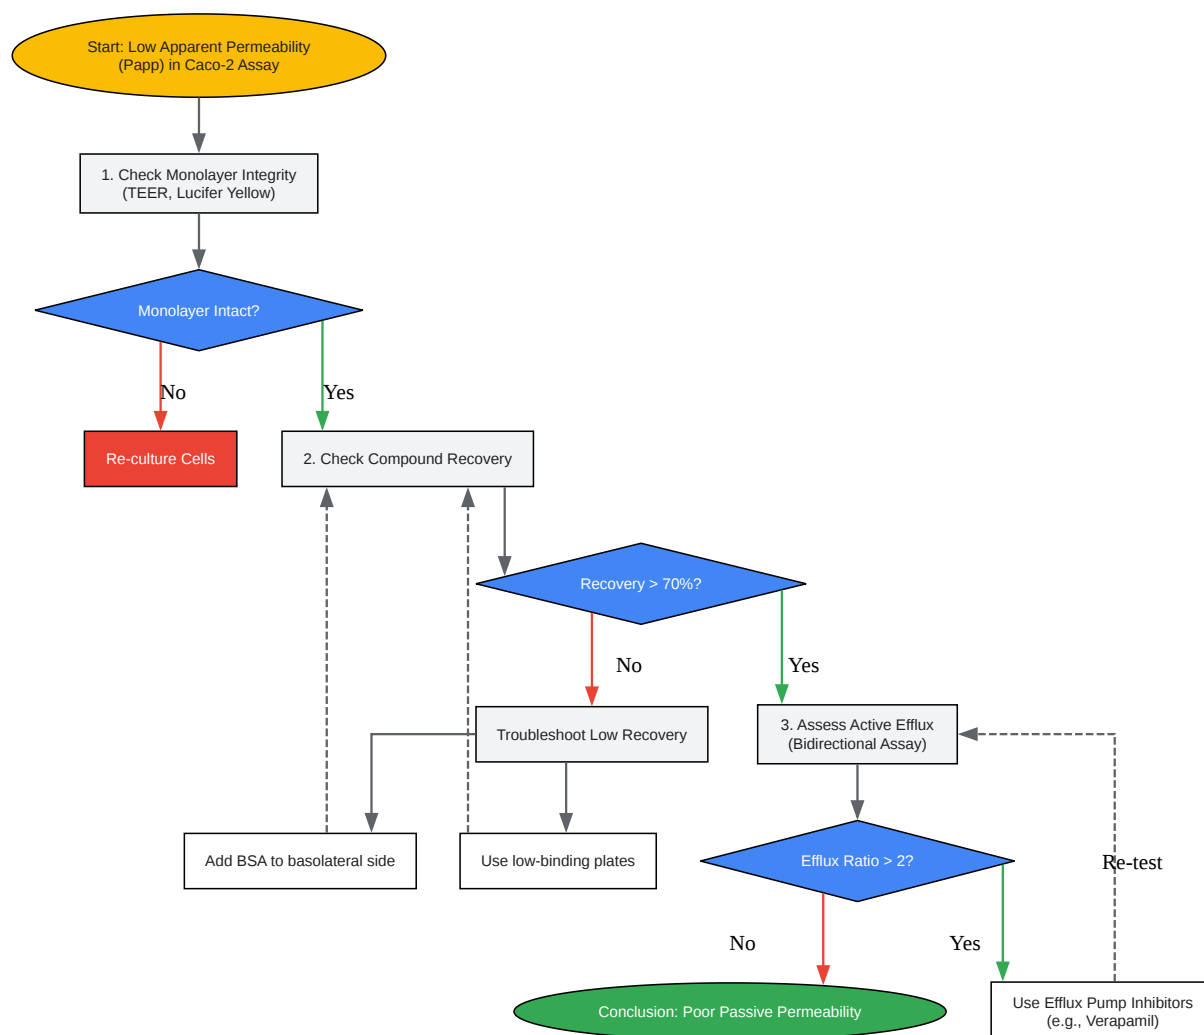 Start: Low Apparent Permeability
(Papp) in Caco-2 Assay
1. Check Monolayer Integrity
(TEER, Lucifer Yellow)
Monolayer Intact?
No
Yes
Re-culture Cells
2. Check Compound Recovery
Recovery > 70%?
No
Yes
Troubleshoot Low Recovery
3. Assess Active Efflux
(Bidirectional Assay)
Add BSA to basolateral side
Use low-binding plates
Efflux Ratio > 2?
Re-test
No
Yes
Conclusion: Poor Passive Permeability
Use Efflux Pump Inhibitors
(e.g., Verapamil)